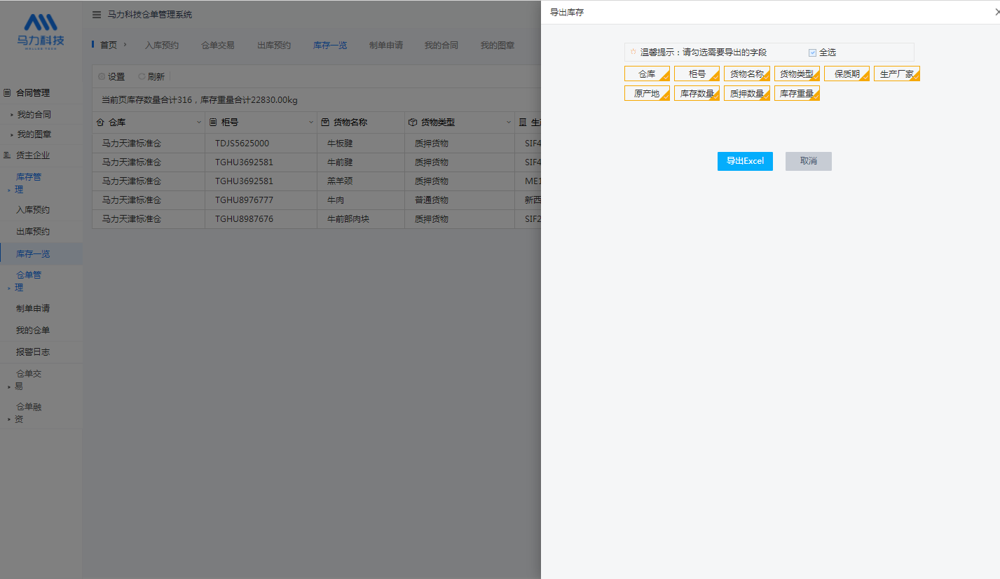 马力科技
WALLEE TECH
马力科技仓单管理系统
首页 入库预约 仓单交易 出库预约 库存一览 制单申请 我的合同 我的图章
合同管理
我的合同
我的图章
货主企业
库存管
理
入库预约
出库预约
库存一览
仓单管
理
制单申请
我的仓单
报警日志
仓单交
易
仓单融
资
设置 刷新
当前页库存数量合计316，库存重量合计22830.00kg
仓库 柜号 货物名称 货物类型
马力天津标准仓 TDJS5625000 牛板腱 质押货物 SIF4
马力天津标准仓 TGHU3692581 牛前腱 质押货物 SIF4
马力天津标准仓 TGHU3692581 羔羊颈 质押货物 ME1
马力天津标准仓 TGHU8976777 牛肉 普通货物 新西
马力天津标准仓 TGHU8987676 牛前部肉块 质押货物 SIF2
导出库存
温馨提示：请勾选需要导出的字段 全选
仓库 柜号 货物名称 货物类型 保质期 生产厂家
原产地 库存数量 质押数量 库存重量
导出Excel 取消